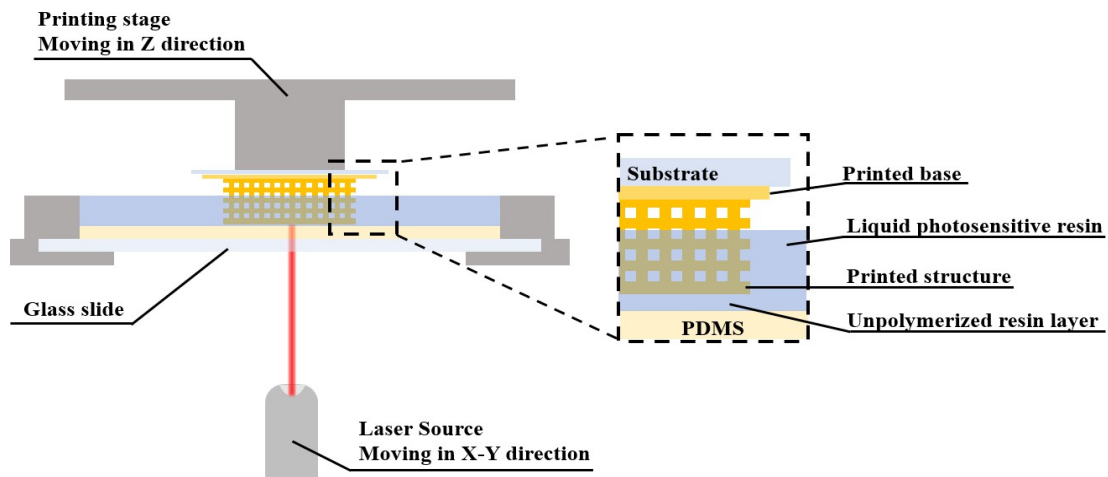 Printing stage
Moving in Z direction
Substrate
Printed base
Liquid photosensitive resin
Printed structure
Glass slide
Unpolymerized resin layer
PDMS
Laser Source
Moving in X-Y direction